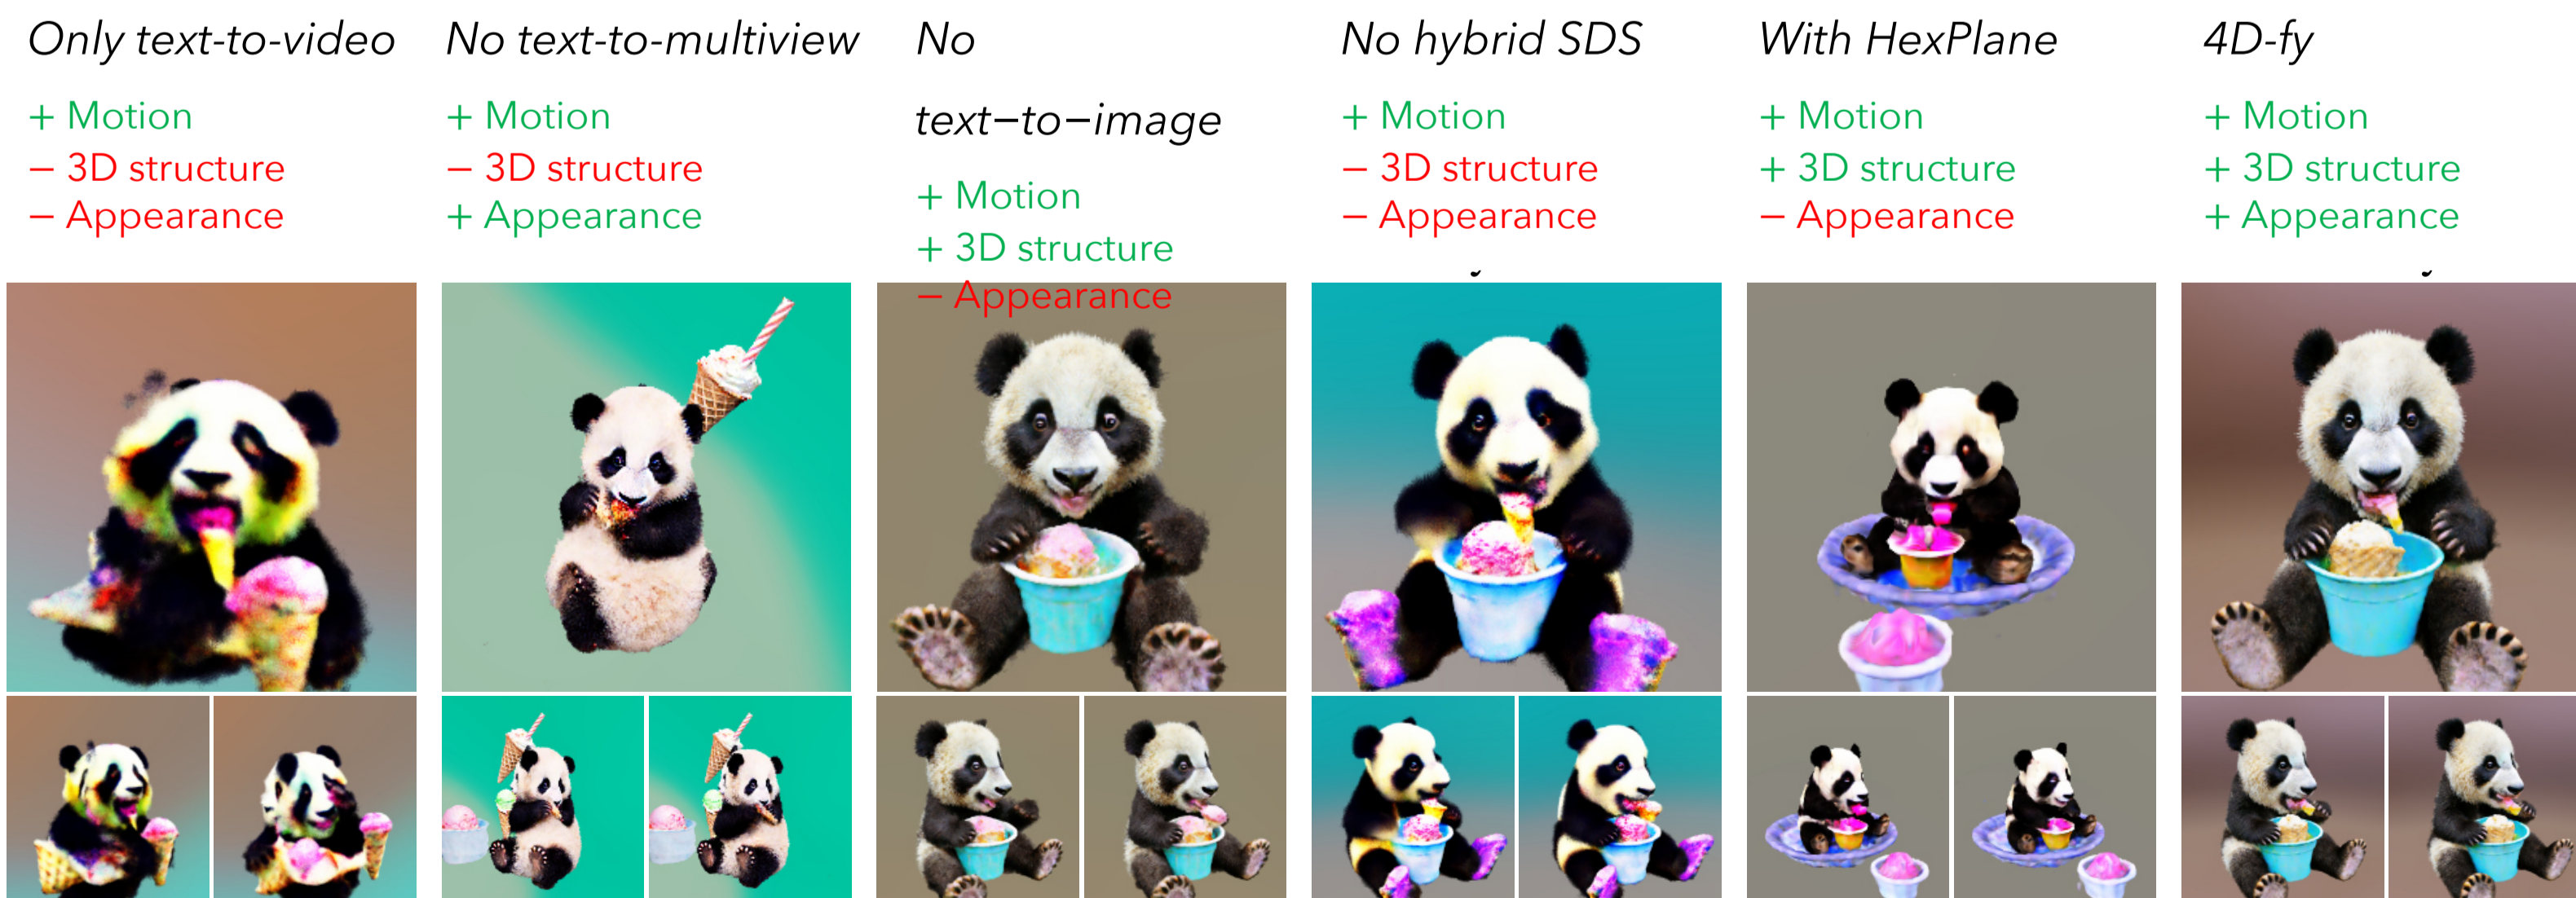 Only text-to-video
+ Motion
− 3D structure
− Appearance
No text-to-multiview
+ Motion
− 3D structure
+ Appearance
No
text−to−image
+ Motion
+ 3D structure
− Appearance
No hybrid SDS
+ Motion
− 3D structure
− Appearance
With HexPlane
+ Motion
+ 3D structure
− Appearance
4D-fy
+ Motion
+ 3D structure
+ Appearance